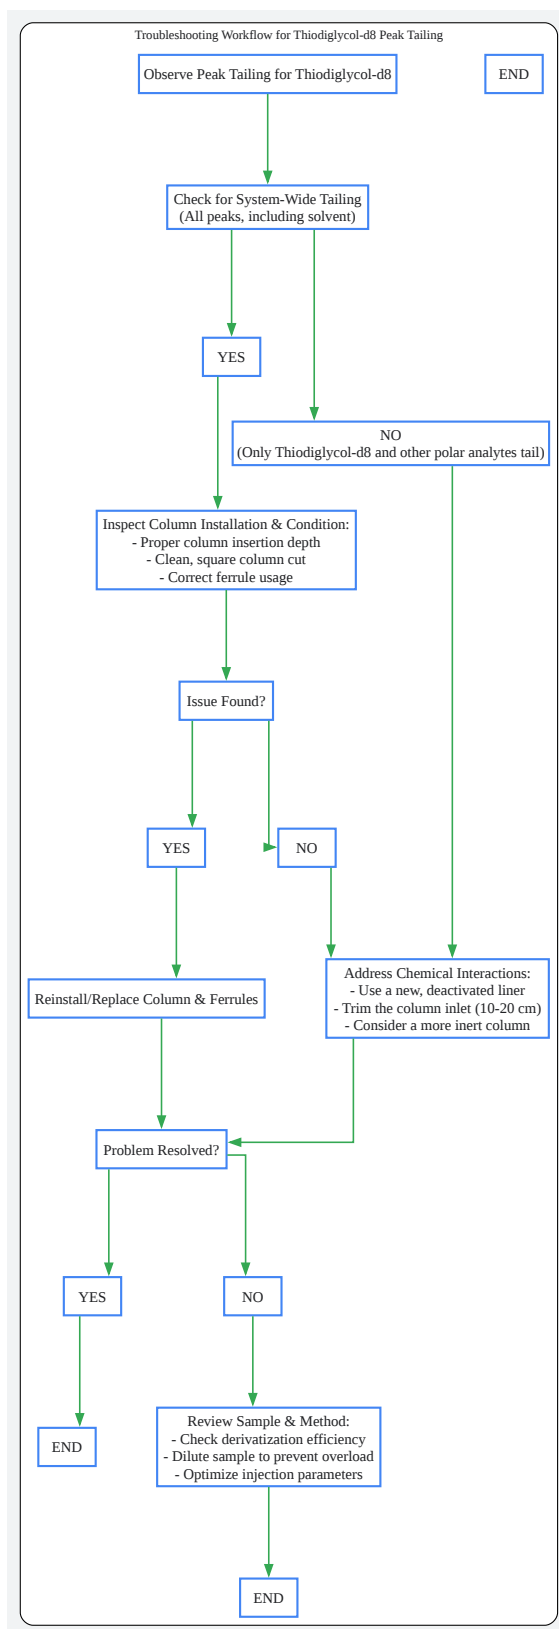 Troubleshooting Workflow for Thiodiglycol-d8 Peak Tailing
Observe Peak Tailing for Thiodiglycol-d8
END
Check for System-Wide Tailing
(All peaks, including solvent)
YES
NO
(Only Thiodiglycol-d8 and other polar analytes tail)
Inspect Column Installation & Condition:
- Proper column insertion depth
- Clean, square column cut
- Correct ferrule usage
Issue Found?
YES
NO
Address Chemical Interactions:
- Use a new, deactivated liner
- Trim the column inlet (10-20 cm)
- Consider a more inert column
Reinstall/Replace Column & Ferrules
Problem Resolved?
YES
NO
Review Sample & Method:
- Check derivatization efficiency
- Dilute sample to prevent overload
- Optimize injection parameters
END
END